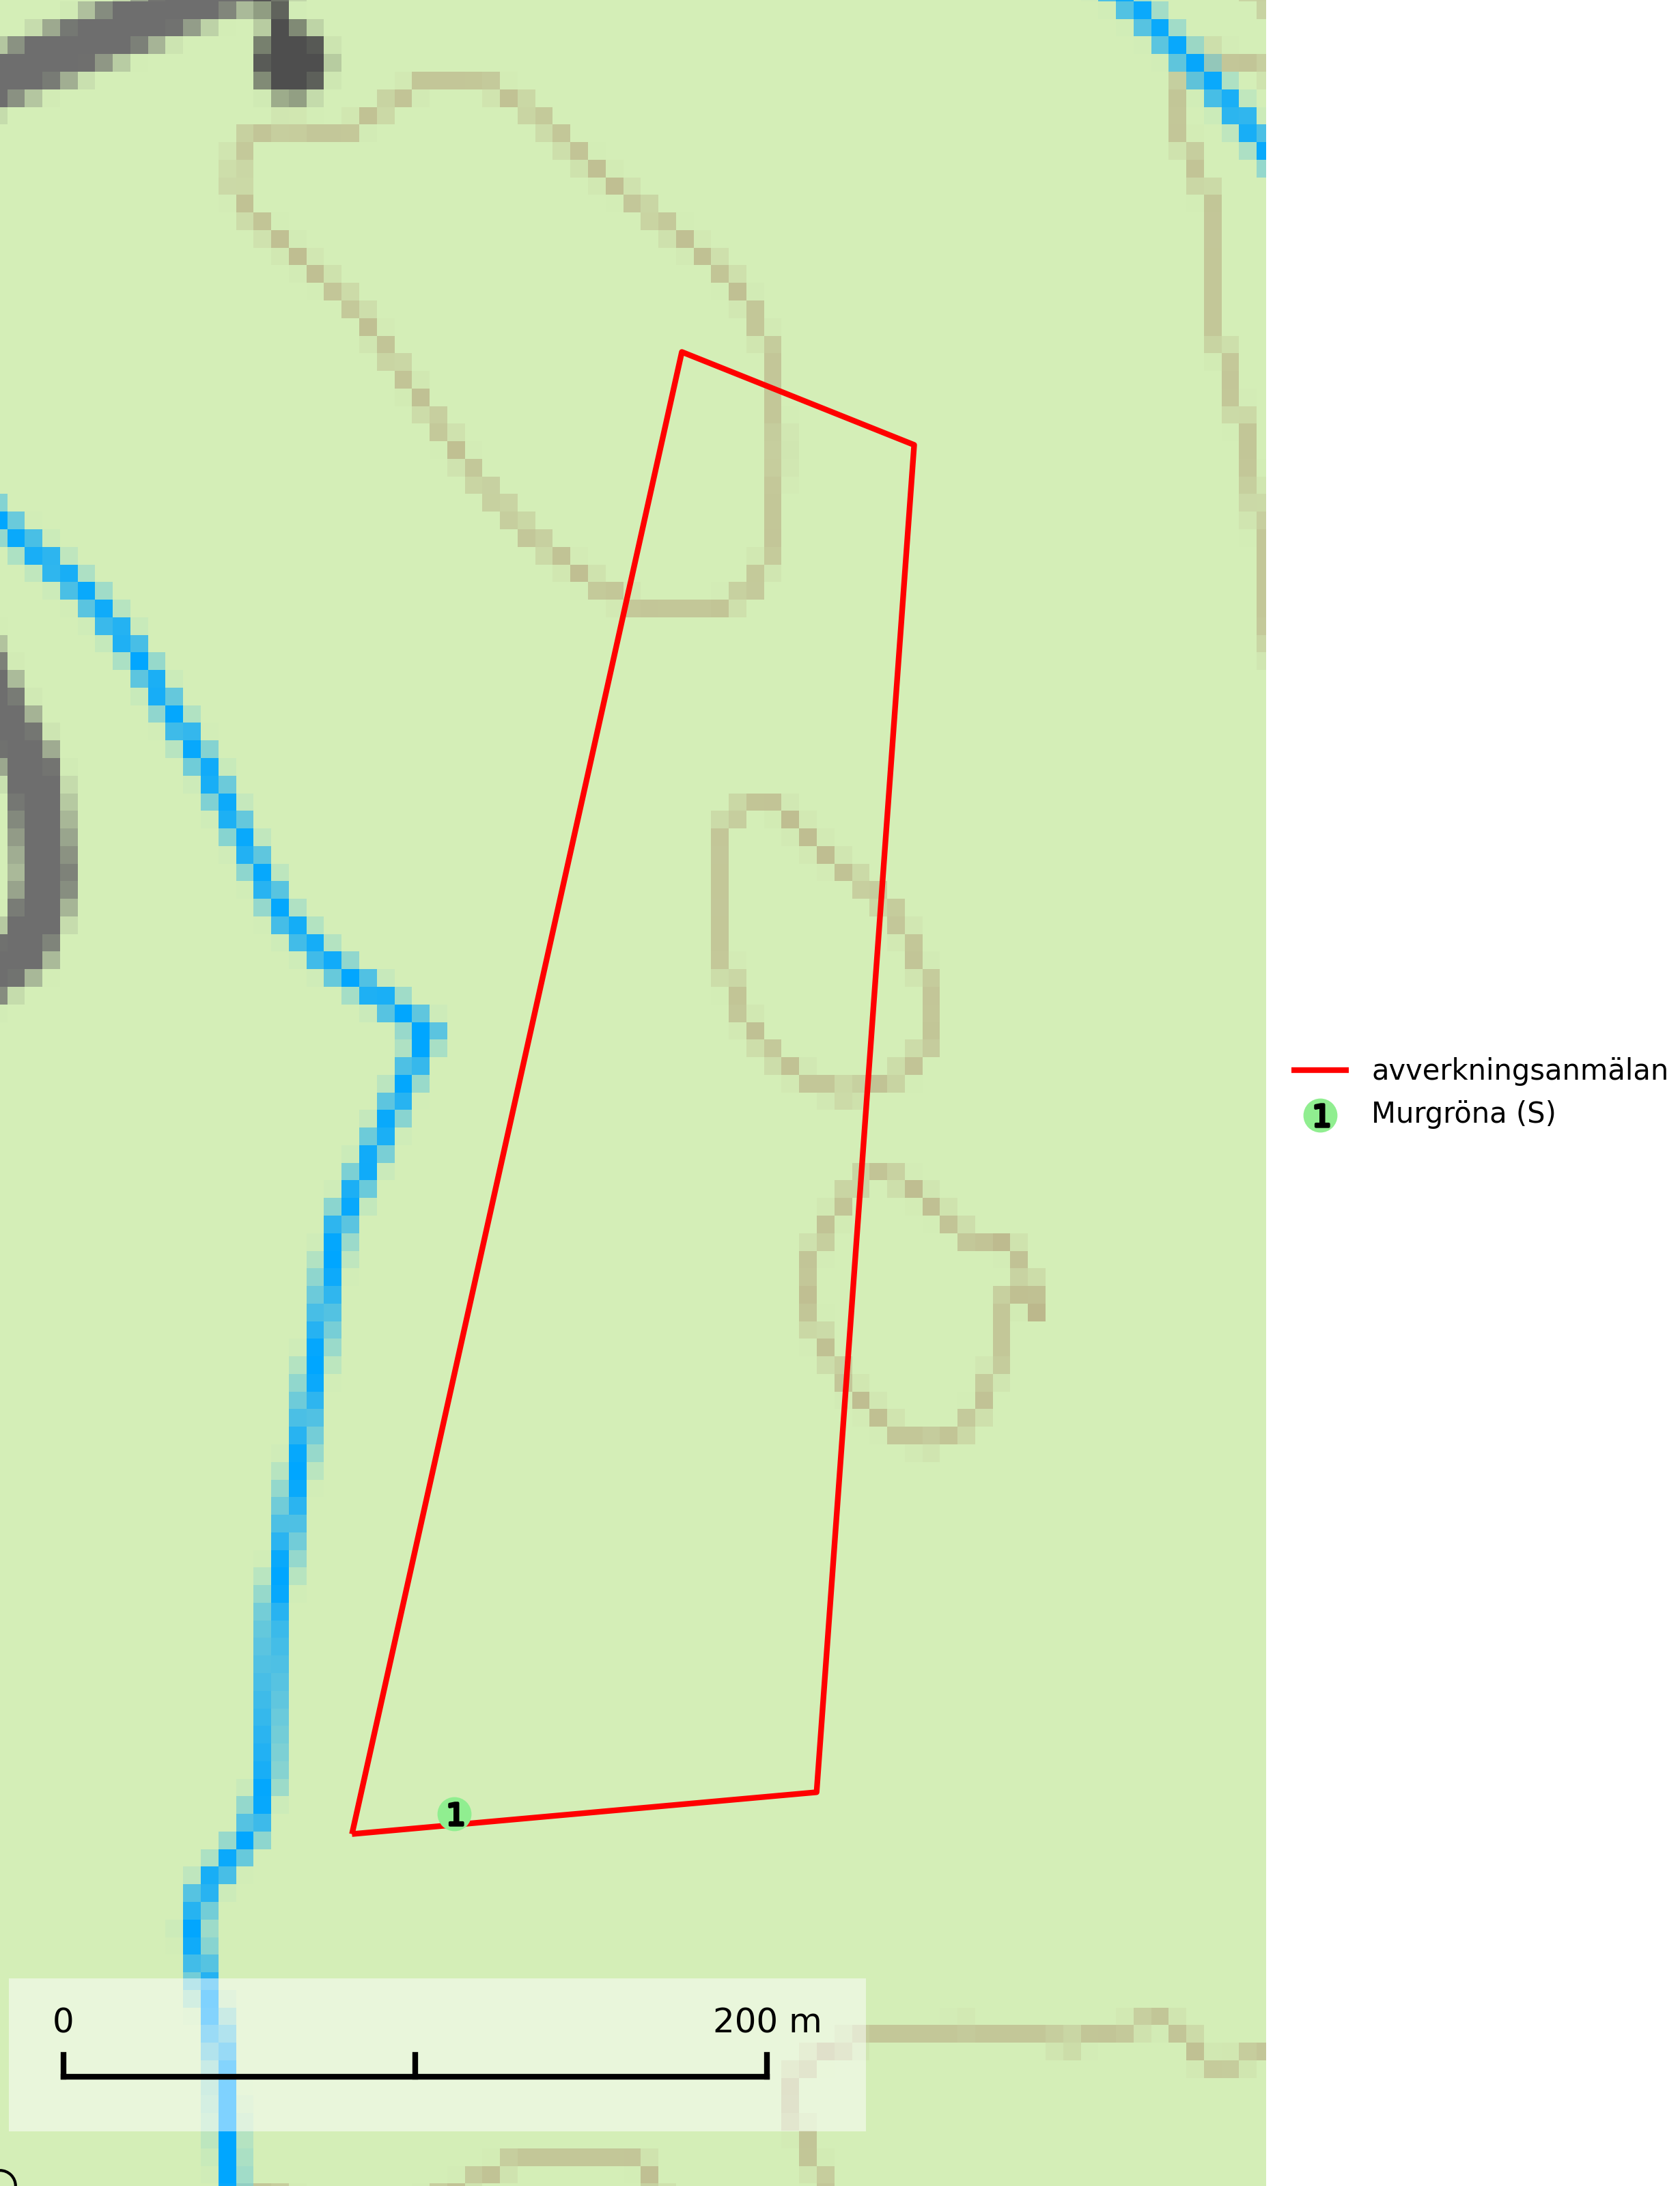 avverkningsanmälan
1 Murgröna (S)
1
0 200 m